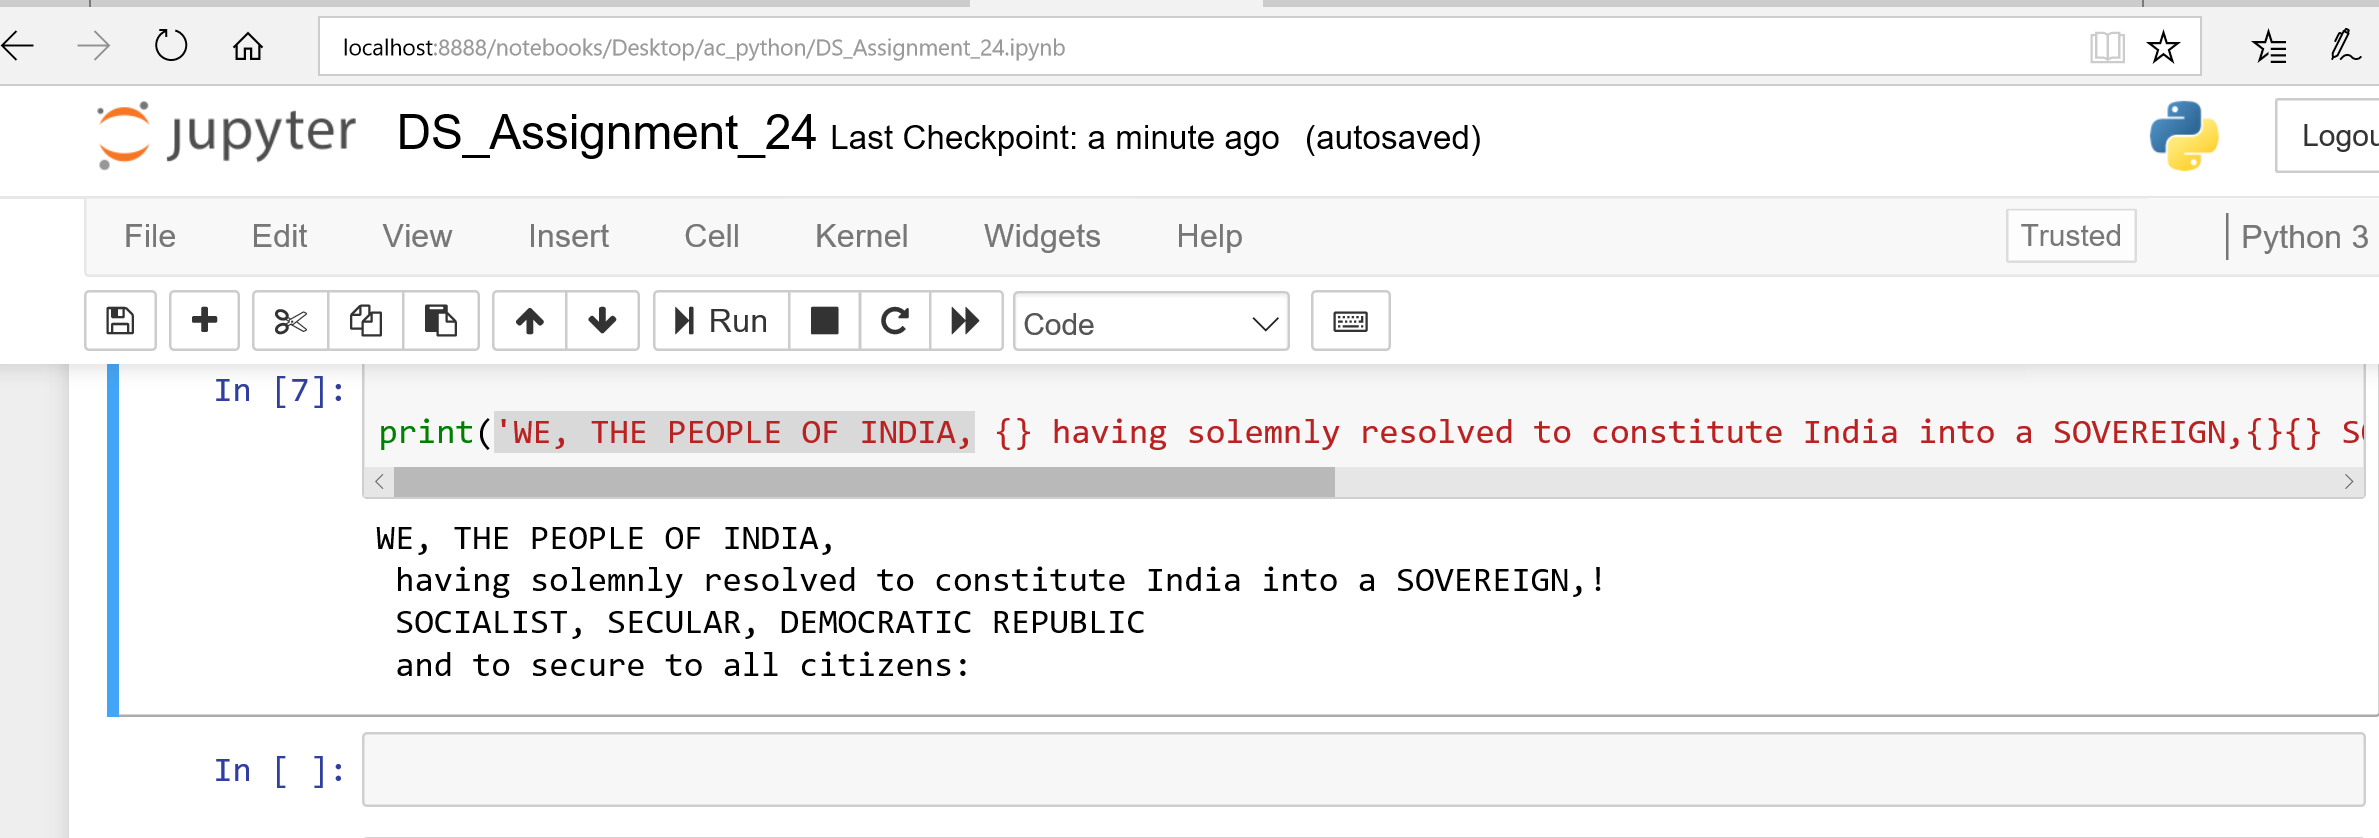 localhost:8888/notebooks/Desktop/ac_python/DS_Assignment_24.ipynb
jupyter DS_Assignment_24 Last Checkpoint: a minute ago (autosaved)
File Edit View Insert Cell Kernel Widgets Help Trusted Python 3
Run Code
In [7]:
print('WE, THE PEOPLE OF INDIA, {} having solemnly resolved to constitute India into a SOVEREIGN,{}{}
WE, THE PEOPLE OF INDIA,
having solemnly resolved to constitute India into a SOVEREIGN,!
SOCIALIST, SECULAR, DEMOCRATIC REPUBLIC
and to secure to all citizens:
In [ ]: